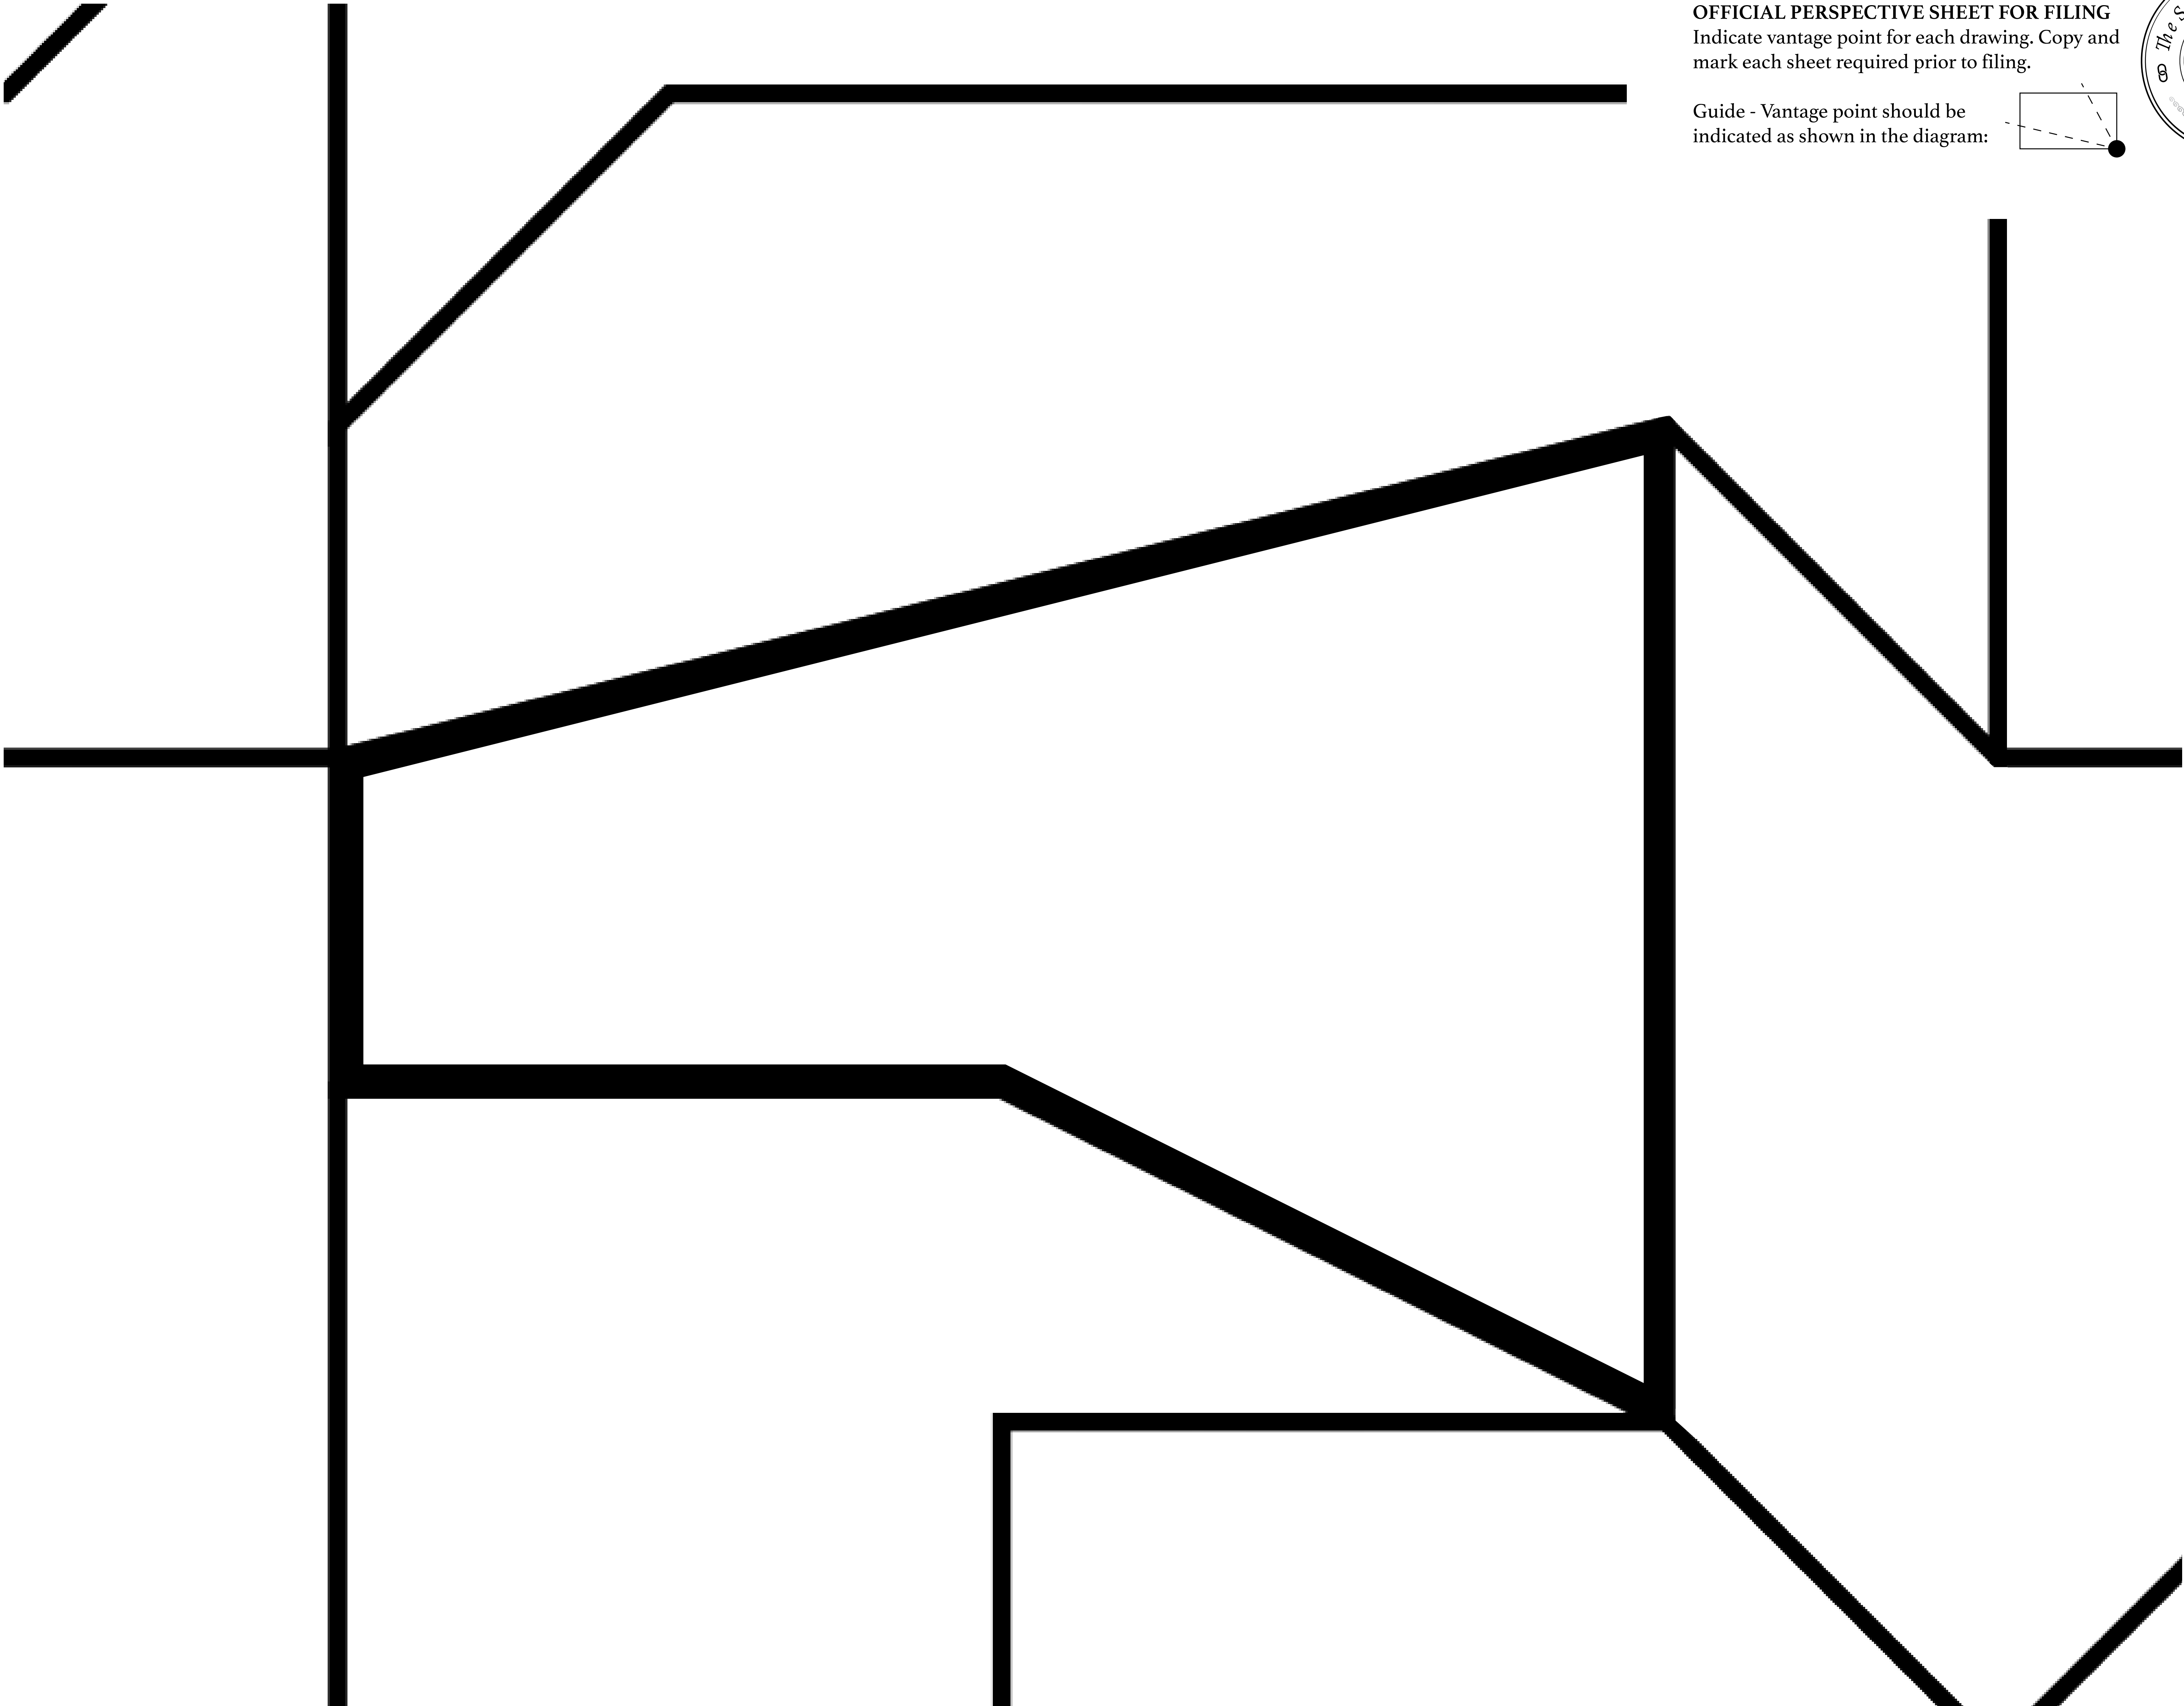 OFFICIAL PERSPECTIVE SHEET FOR FILING
Indicate vantage point for each drawing. Copy and
mark each sheet required prior to filing.
Guide - Vantage point should be
indicated as shown in the diagram:
The